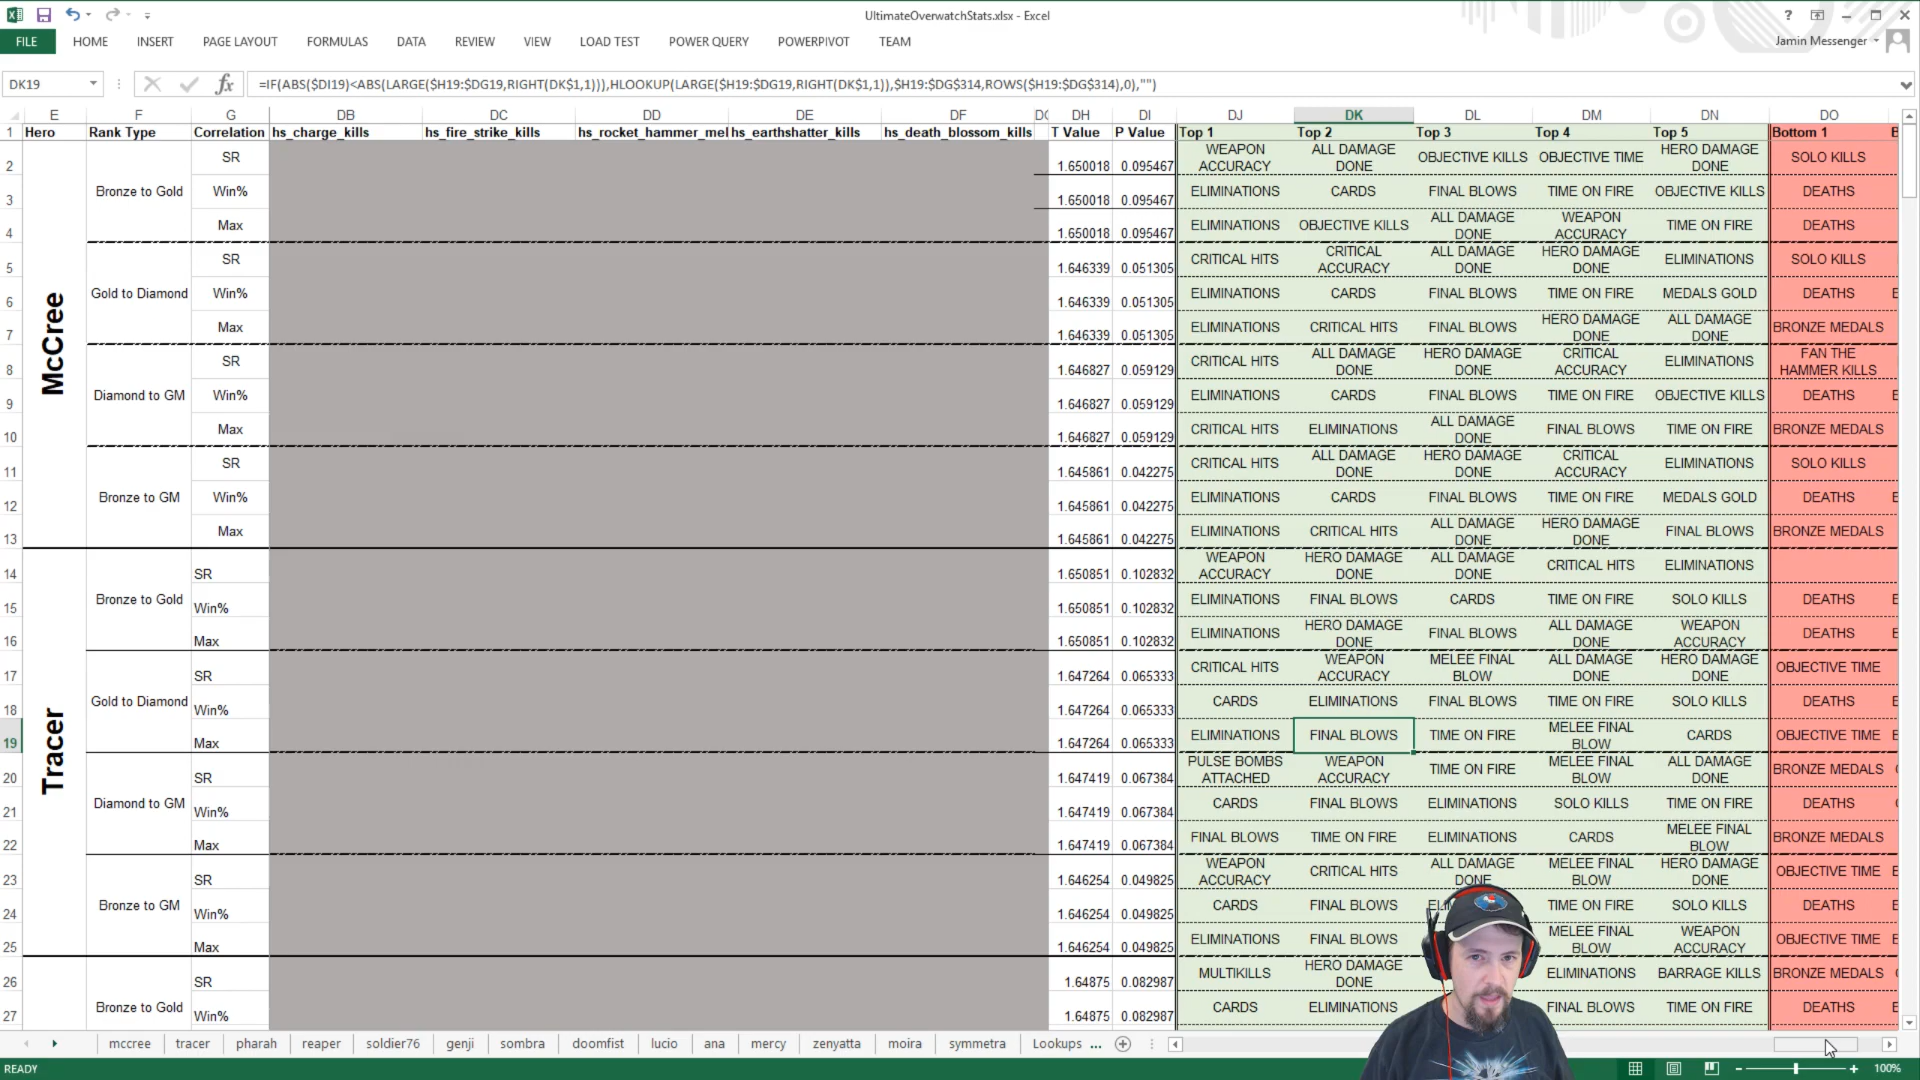 UltimateOverwatchStats.xlsx - Excel
FILE HOME INSERT PAGE LAYOUT FORMULAS DATA REVIEW VIEW LOAD TEST POWER QUERY POWERPIVOT TEAM Jamin Messenger
DK19 fx =IF(ABS($DI19)<ABS(LARGE($H19:$DG19,RIGHT(DK$1,1))),HLOOKUP(LARGE($H19:$DG19,RIGHT(DK$1,1)),$H19:$DG$314,ROWS($H19:$DG$314),0),"")
E F G DB DC DD DE DF DH DI DJ DK DL DM DN DO
1 Hero Rank Type Correlation hs_charge_kills hs_fire_strike_kills hs_rocket_hammer_mel hs_earthshatter_kills hs_death_blossom_kills T Value P Value Top 1 Top 2 Top 3 Top 4 Top 5 Bottom 1 B
McCree
Bronze to Gold
2 SR 1.650018 0.095467 WEAPON ACCURACY ALL DAMAGE DONE OBJECTIVE KILLS OBJECTIVE TIME HERO DAMAGE DONE SOLO KILLS
3 Win% 1.650018 0.095467 ELIMINATIONS CARDS FINAL BLOWS TIME ON FIRE OBJECTIVE KILLS DEATHS
4 Max 1.650018 0.095467 ELIMINATIONS OBJECTIVE KILLS ALL DAMAGE DONE WEAPON ACCURACY TIME ON FIRE DEATHS
Gold to Diamond
5 SR 1.646339 0.051305 CRITICAL HITS CRITICAL ACCURACY ALL DAMAGE DONE HERO DAMAGE DONE ELIMINATIONS SOLO KILLS
6 Win% 1.646339 0.051305 ELIMINATIONS CARDS FINAL BLOWS TIME ON FIRE MEDALS GOLD DEATHS E
7 Max 1.646339 0.051305 ELIMINATIONS CRITICAL HITS FINAL BLOWS HERO DAMAGE DONE ALL DAMAGE DONE BRONZE MEDALS
Diamond to GM
8 SR 1.646827 0.059129 CRITICAL HITS ALL DAMAGE DONE HERO DAMAGE DONE CRITICAL ACCURACY ELIMINATIONS FAN THE HAMMER KILLS
9 Win% 1.646827 0.059129 ELIMINATIONS CARDS FINAL BLOWS TIME ON FIRE OBJECTIVE KILLS DEATHS E
10 Max 1.646827 0.059129 CRITICAL HITS ELIMINATIONS ALL DAMAGE DONE FINAL BLOWS TIME ON FIRE BRONZE MEDALS
Bronze to GM
11 SR 1.645861 0.042275 CRITICAL HITS ALL DAMAGE DONE HERO DAMAGE DONE CRITICAL ACCURACY ELIMINATIONS SOLO KILLS
12 Win% 1.645861 0.042275 ELIMINATIONS CARDS FINAL BLOWS TIME ON FIRE MEDALS GOLD DEATHS E
13 Max 1.645861 0.042275 ELIMINATIONS CRITICAL HITS ALL DAMAGE DONE HERO DAMAGE DONE FINAL BLOWS BRONZE MEDALS
Tracer
Bronze to Gold
14 SR 1.650851 0.102832 WEAPON ACCURACY HERO DAMAGE DONE ALL DAMAGE DONE CRITICAL HITS ELIMINATIONS
15 Win% 1.650851 0.102832 ELIMINATIONS FINAL BLOWS CARDS TIME ON FIRE SOLO KILLS DEATHS E
16 Max 1.650851 0.102832 ELIMINATIONS HERO DAMAGE DONE FINAL BLOWS ALL DAMAGE DONE WEAPON ACCURACY DEATHS E
Gold to Diamond
17 SR 1.647264 0.065333 CRITICAL HITS WEAPON ACCURACY MELEE FINAL BLOW ALL DAMAGE DONE HERO DAMAGE DONE OBJECTIVE TIME
18 Win% 1.647264 0.065333 CARDS ELIMINATIONS FINAL BLOWS TIME ON FIRE SOLO KILLS DEATHS E
19 Max 1.647264 0.065333 ELIMINATIONS FINAL BLOWS TIME ON FIRE MELEE FINAL BLOW CARDS OBJECTIVE TIME E
Diamond to GM
20 SR 1.647419 0.067384 PULSE BOMBS ATTACHED WEAPON ACCURACY TIME ON FIRE MELEE FINAL BLOW ALL DAMAGE DONE BRONZE MEDALS
21 Win% 1.647419 0.067384 CARDS FINAL BLOWS ELIMINATIONS SOLO KILLS TIME ON FIRE DEATHS
22 Max 1.647419 0.067384 FINAL BLOWS TIME ON FIRE ELIMINATIONS CARDS MELEE FINAL BLOW BRONZE MEDALS E
Bronze to GM
23 SR 1.646254 0.049825 WEAPON ACCURACY CRITICAL HITS ALL DAMAGE DONE MELEE FINAL BLOW HERO DAMAGE DONE OBJECTIVE TIME E
24 Win% 1.646254 0.049825 CARDS FINAL BLOWS TIME ON FIRE SOLO KILLS DEATHS E
25 Max 1.646254 0.049825 ELIMINATIONS FINAL BLOWS MELEE FINAL BLOW WEAPON ACCURACY OBJECTIVE TIME E
Bronze to Gold
26 SR 1.64875 0.082987 MULTIKILLS HERO DAMAGE DONE ELIMINATIONS BARRAGE KILLS BRONZE MEDALS
27 Win% 1.64875 0.082987 CARDS ELIMINATIONS FINAL BLOWS TIME ON FIRE DEATHS E
mccree tracer pharah reaper soldier76 genji sombra doomfist lucio ana mercy zenyatta moira symmetra Lookups ...
READY 100%